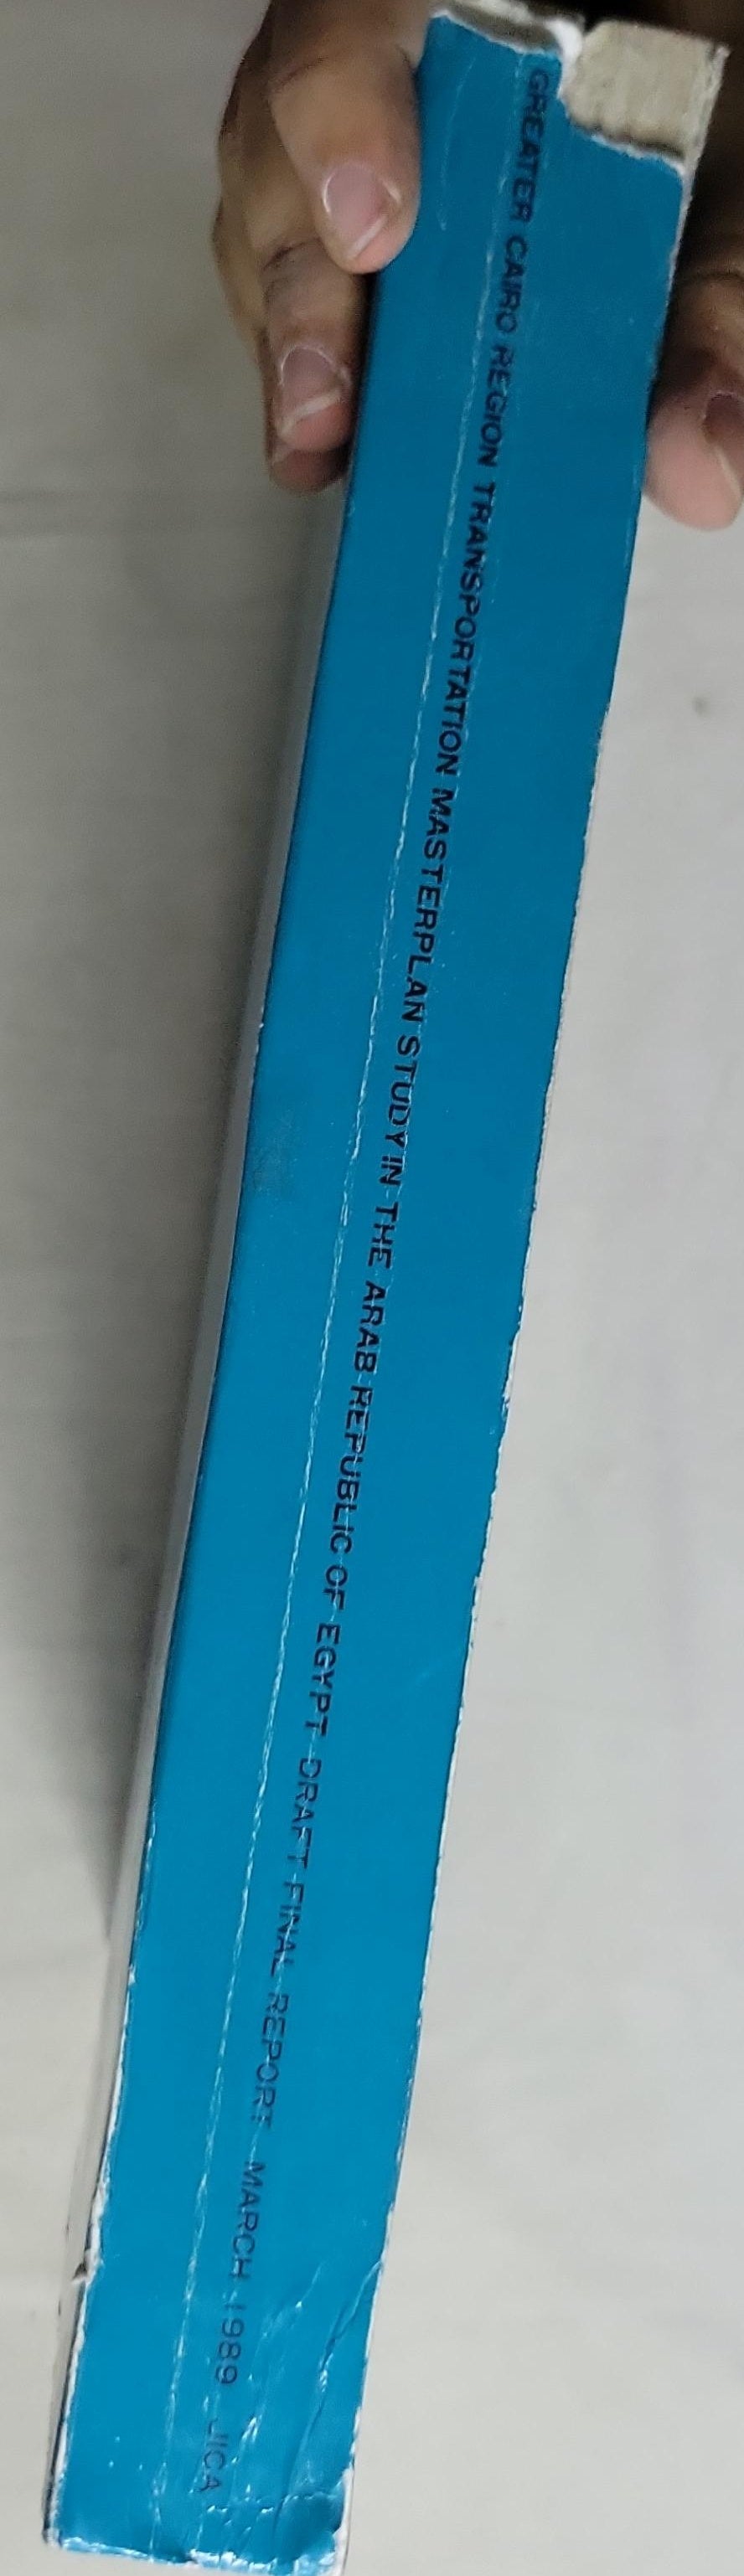 GREATER CAIRO REGION TRANSPORTATION MASTERPLAN STUDY IN THE ARAB REPUBLIC OF EGYPT DRAFT FINAL REPORT MARCH 1989 JICA